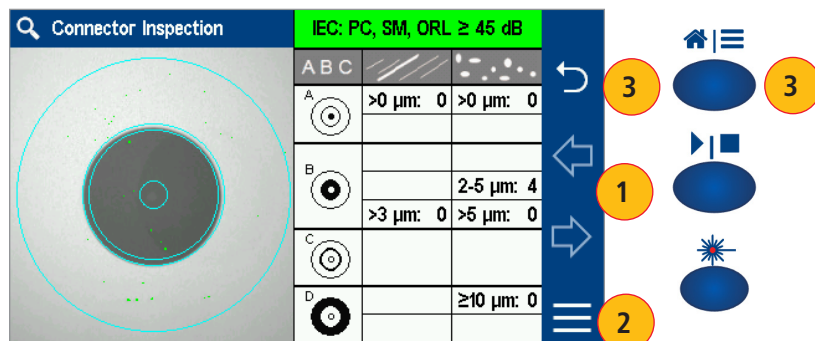 Connector Inspection
IEC: PC, SM, ORL ≥ 45 dB
A B C
A
>0 µm: 0
>0 µm: 0
B
2-5 µm: 4
>3 µm: 0
>5 µm: 0
C
D
≥10 µm: 0
3
3
1
2